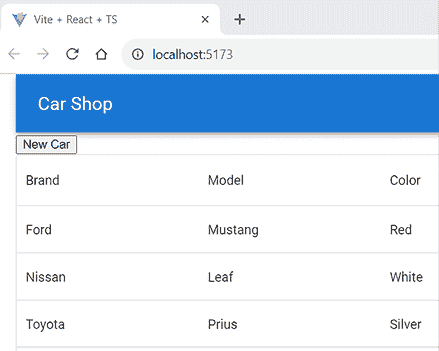 Vite + React + TS
localhost:5173
Car Shop
New Car
Brand Model Color
Ford Mustang Red
Nissan Leaf White
Toyota Prius Silver